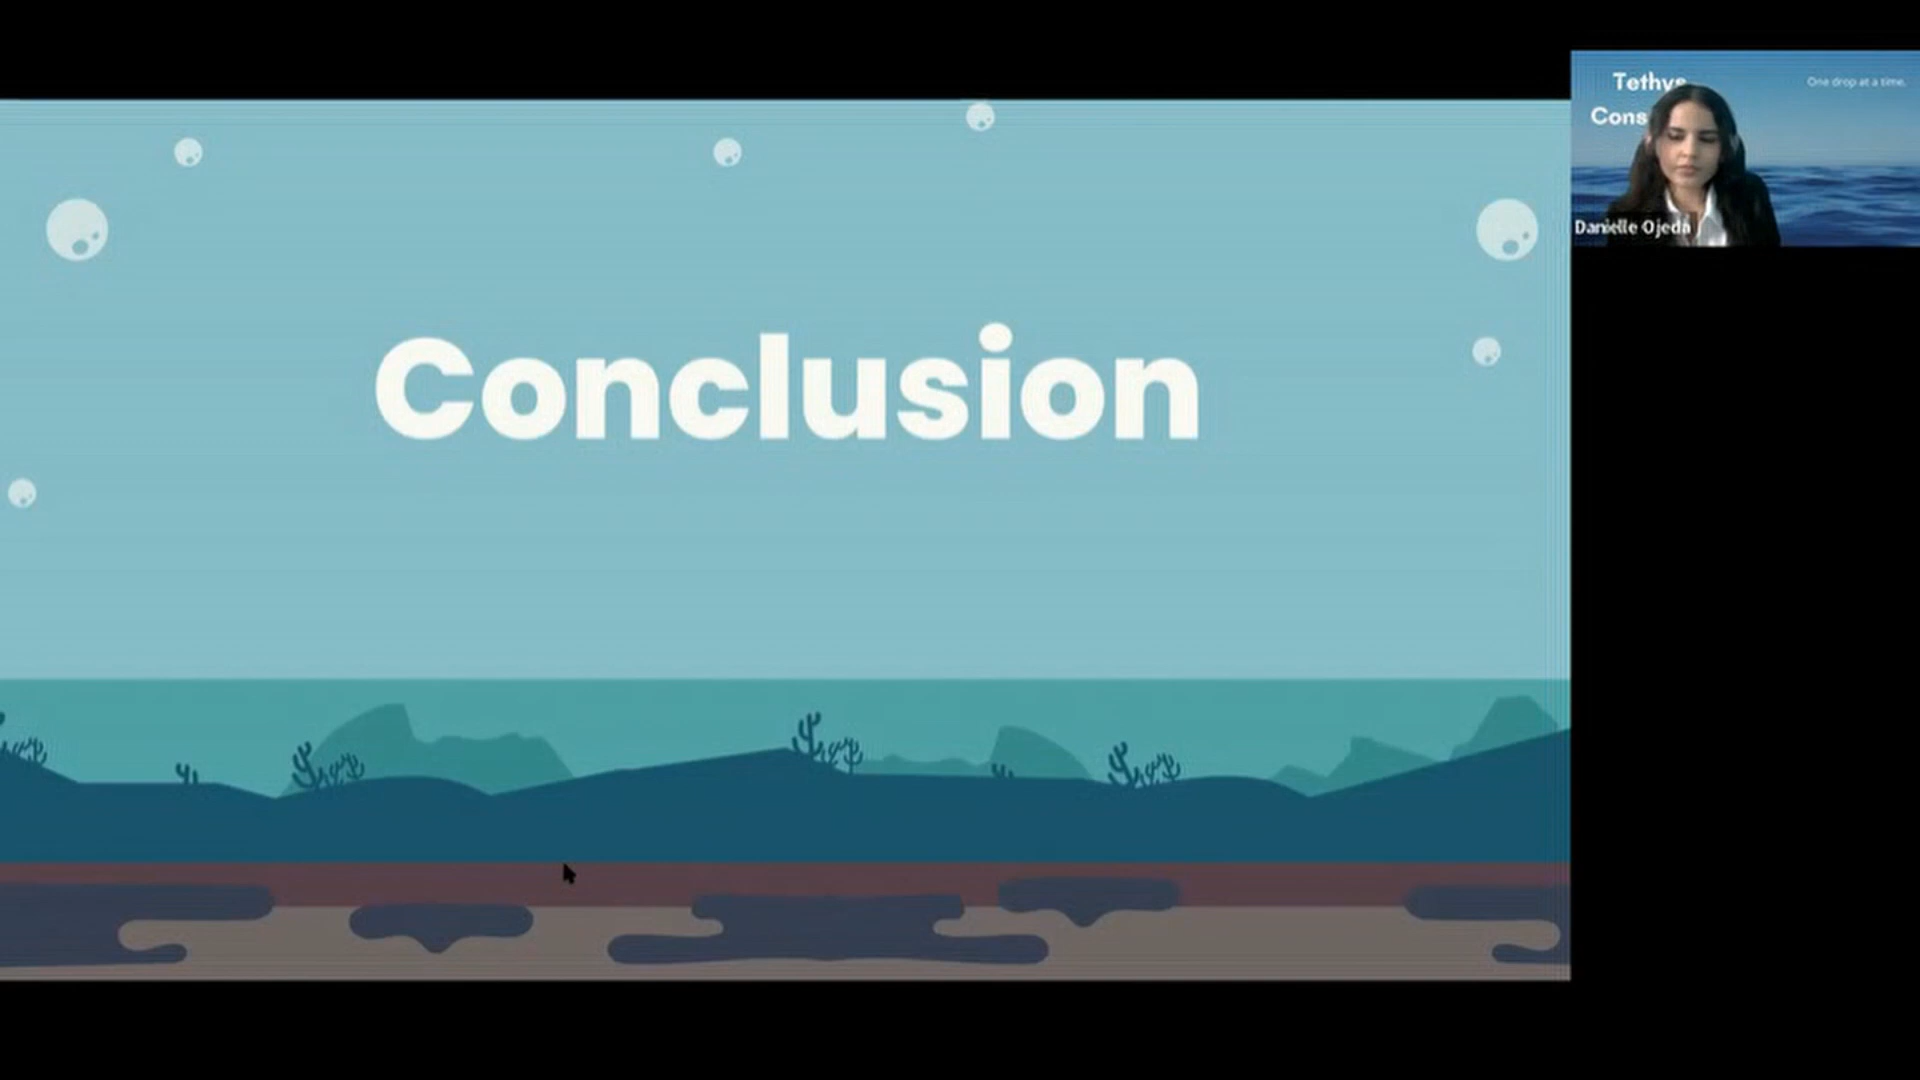 Conclusion
Tethys
Cons
One drop at a time.
Danielle Ojeda